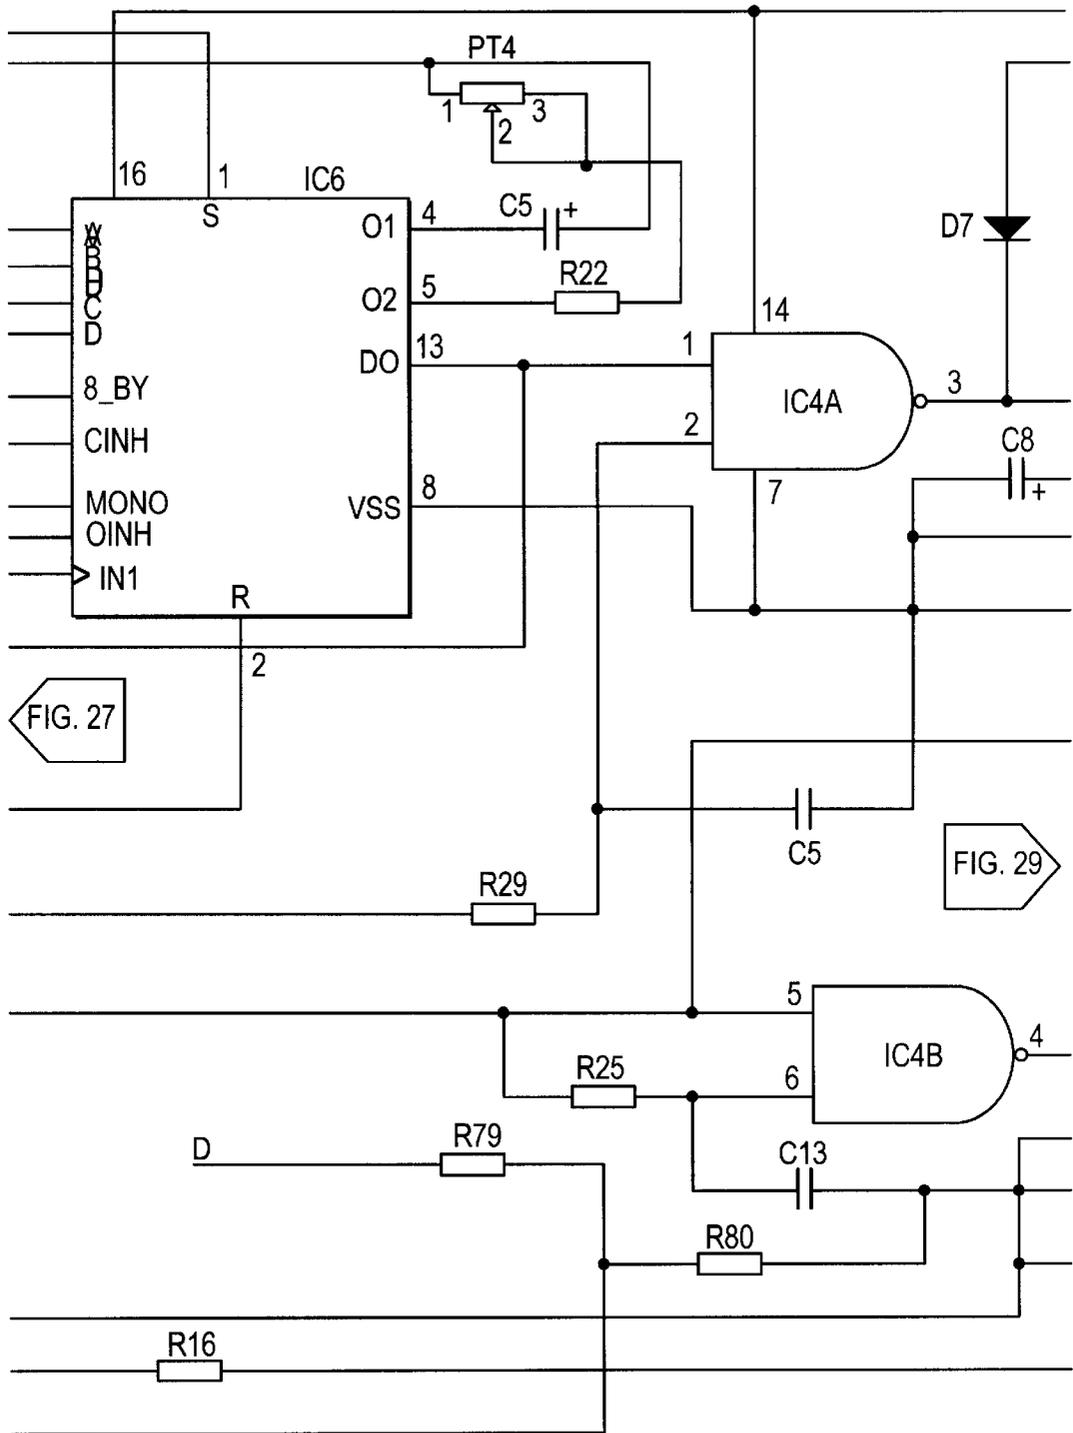 PT4
1
3
2
16
1
IC6
S
O1
4
C5
+
D7
A
B
C
D
O2
5
R22
14
DO
13
1
IC4A
3
8_BY
CINH
2
C8
+
MONO
VSS
8
7
OINH
IN1
R
2
FIG. 27
C5
FIG. 29
R29
5
IC4B
4
R25
6
D
R79
C13
R80
R16